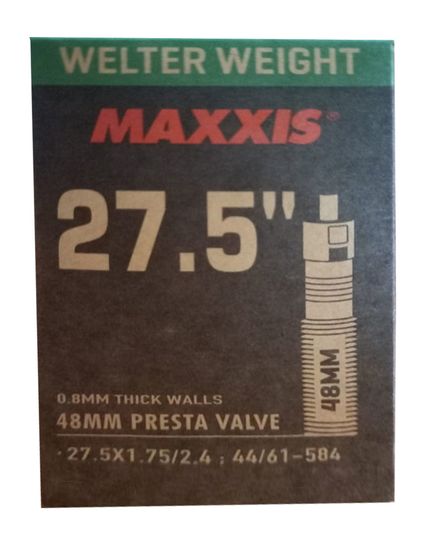 WELTER WEIGHT
MAXXIS®
27.5"
48MM
0.8MM THICK WALLS
48MM PRESTA VALVE
·27.5X1.75/2.4 ; 44/61-584